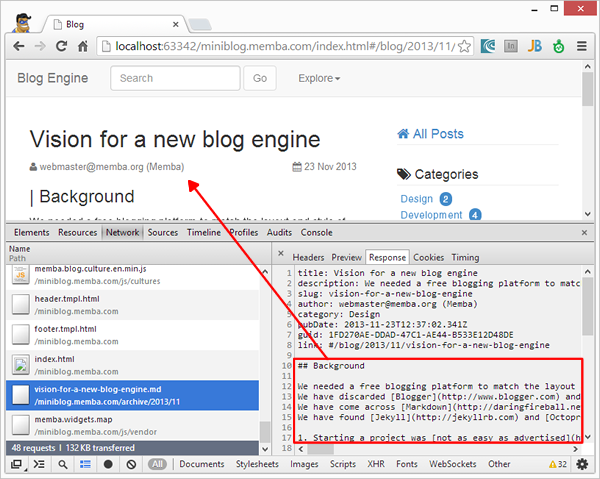 Blog
localhost:63342/miniblog.memba.com/index.html#/blog/2013/11/
Blog Engine Search Go Explore
Vision for a new blog engine
webmaster@memba.org (Memba) 23 Nov 2013
| Background
All Posts
Categories
Design 2
Development 4
Elements Resources Network Sources Timeline Profiles Audits Console
Name
Path
memba.blog.culture.en.min.js
/miniblog.memba.com/js/cultures
header.tmpl.html
/miniblog.memba.com
footer.tmpl.html
/miniblog.memba.com
index.html
/miniblog.memba.com
vision-for-a-new-blog-engine.md
/miniblog.memba.com/archive/2013/11
memba.widgets.map
/miniblog.memba.com/js/vendor
48 requests | 132 KB transferred
× Headers Preview Response Cookies Timing
1 title: Vision for a new blog engine
2 description: We needed a free blogging platform to matc
3 slug: vision-for-a-new-blog-engine
4 author: webmaster@memba.org (Memba)
5 category: Design
6 pubDate: 2013-11-23T12:37:02.341Z
7 guid: 1FD270AE-DDAD-47C1-AE44-B533E12D48DE
8 link: #/blog/2013/11/vision-for-a-new-blog-engine
9
10 ## Background
11
12 We needed a free blogging platform to match the layout
13 We have discarded [Blogger](http://www.blogger.com) and
14 We have come across [Markdown](http://daringfireball.ne
15 We have found [Jekyll](http://jekyllrb.com) and [Octopr
16
17 1. Starting a project was [not as easy as advertised](h
18
All Documents Stylesheets Images Scripts XHR Fonts WebSockets Other 32